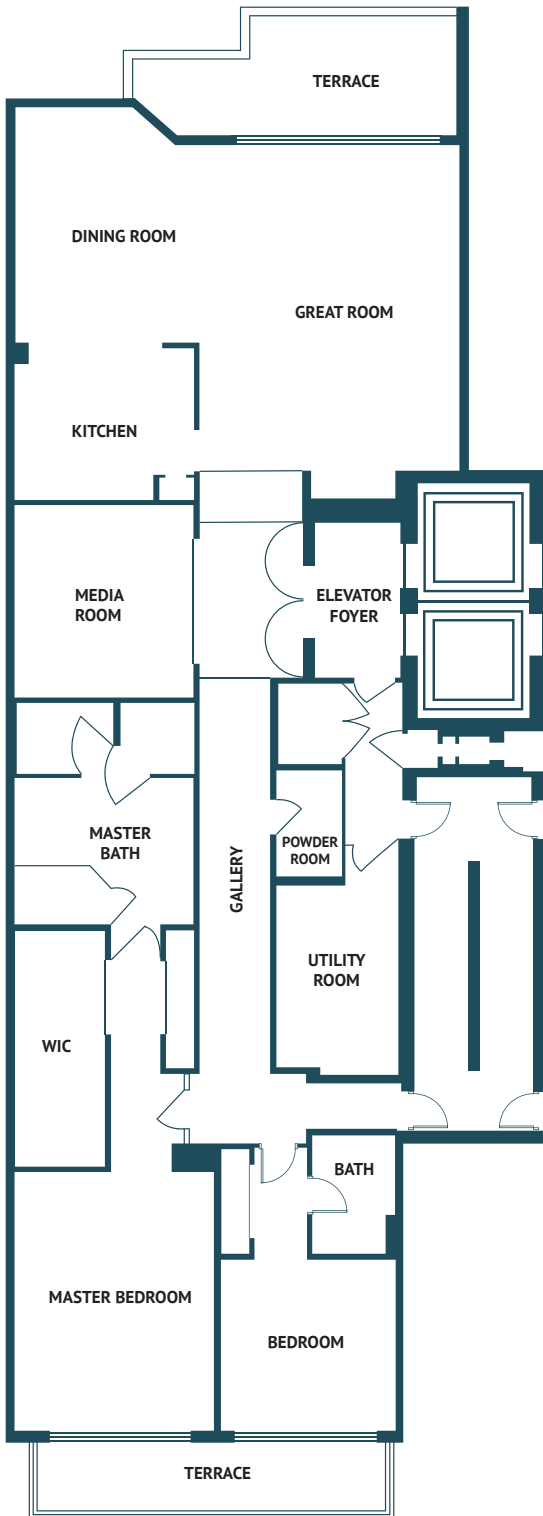 TERRACE
DINING ROOM
GREAT ROOM
KITCHEN
MEDIA
ROOM
ELEVATOR
FOYER
MASTER
BATH
POWDER
ROOM
GALLERY
UTILITY
ROOM
WIC
BATH
MASTER BEDROOM
BEDROOM
TERRACE